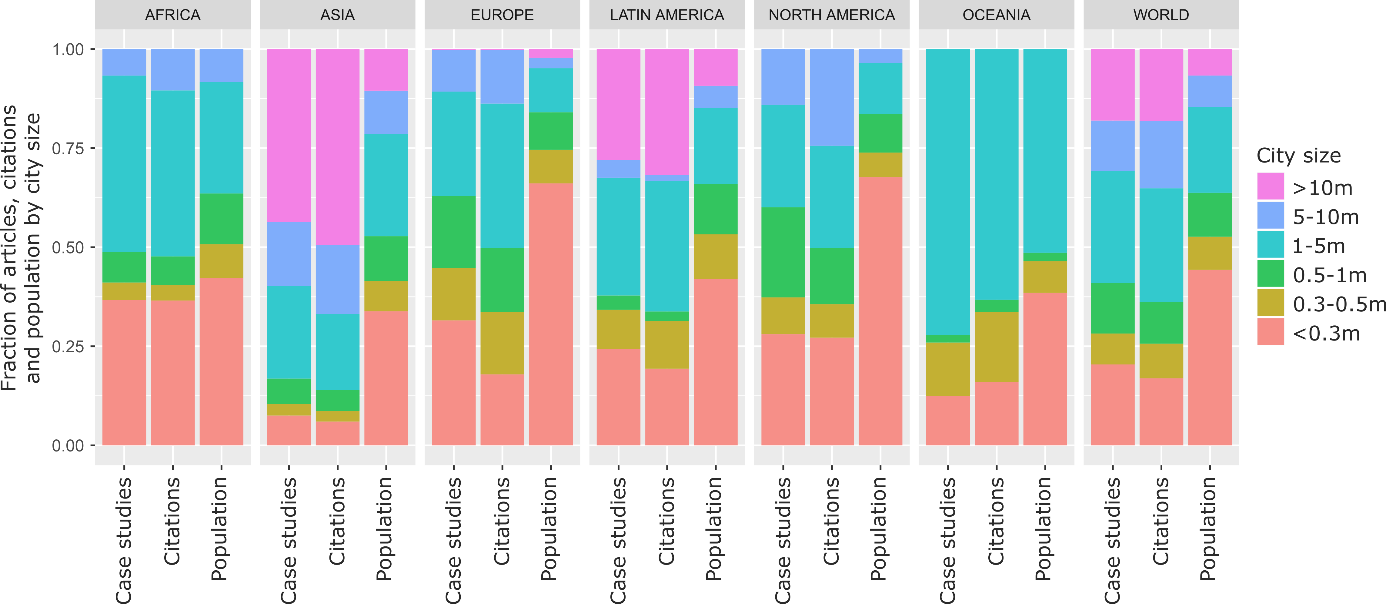 AFRICA
ASIA
EUROPE
LATIN AMERICA
NORTH AMERICA
OCEANIA
WORLD
Fraction of articles, citations
and population by city size
1.00
0.75
0.50
0.25
0.00
Case studies
Citations
Population
Case studies
Citations
Population
Case studies
Citations
Population
Case studies
Citations
Population
Case studies
Citations
Population
Case studies
Citations
Population
Case studies
Citations
Population
City size
>10m
5-10m
1-5m
0.5-1m
0.3-0.5m
<0.3m